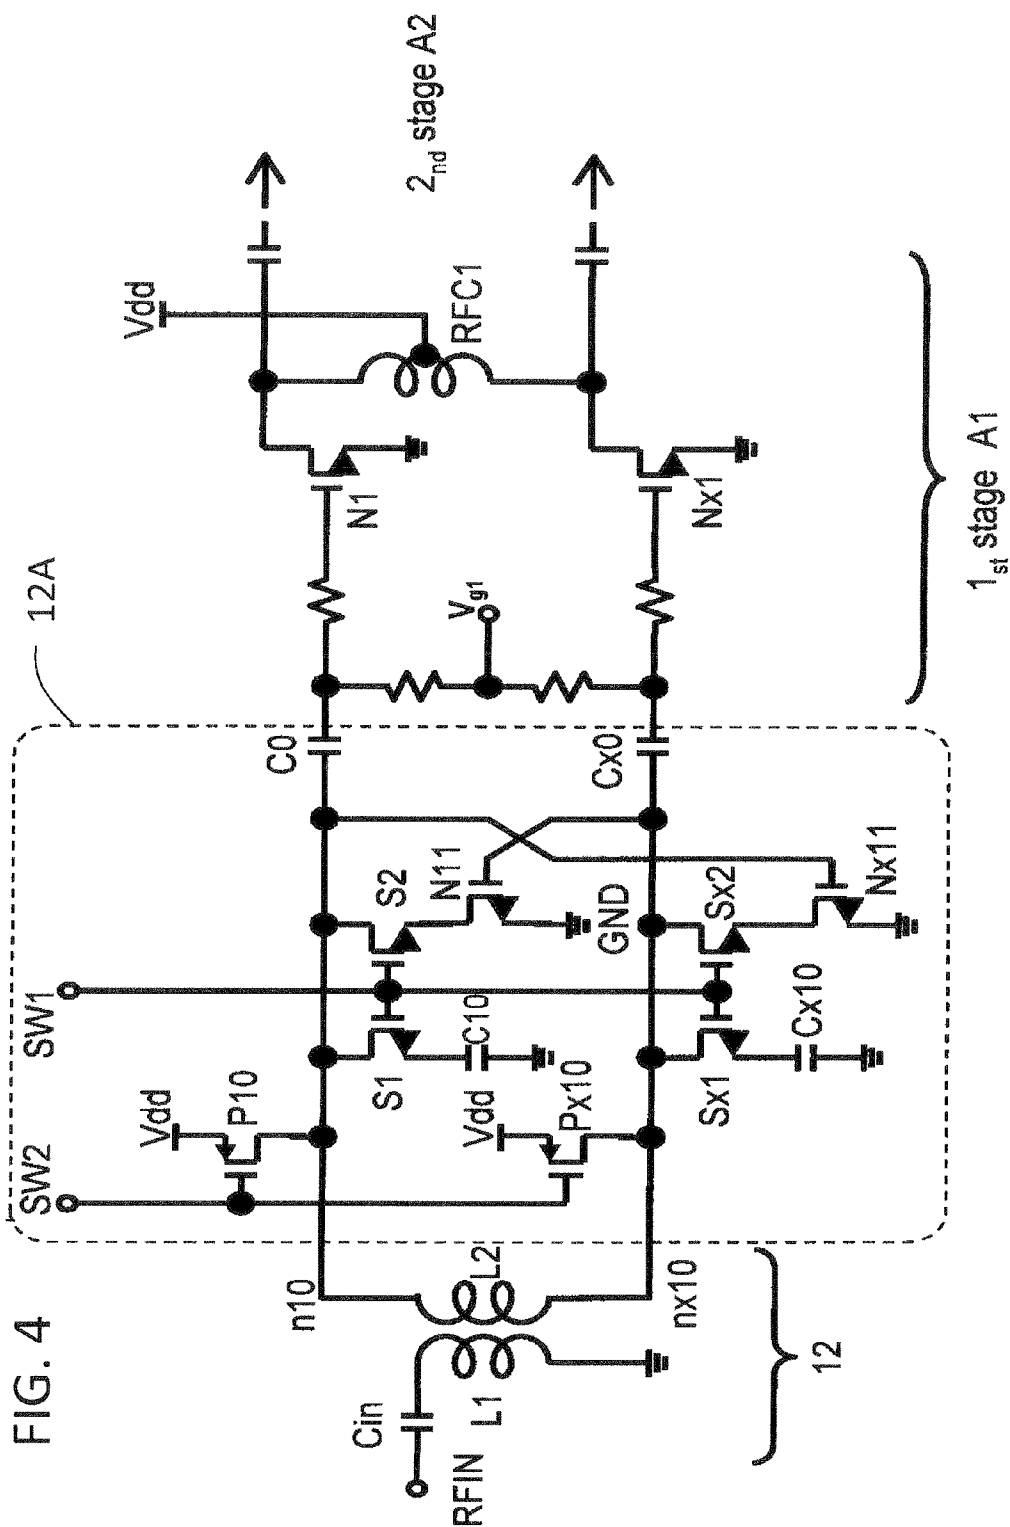 FIG. 4
12A
SW2
SW1
Vdd
P10
Vdd
Px10
n10
nx10
L2
L1
Cin
RFIN
12
S1
C10
S2
N11
GND
Sx1
Cx10
Sx2
Nx11
C0
Cx0
Vg1
N1
Nx1
Vdd
RFC1
2nd stage A2
1st stage A1